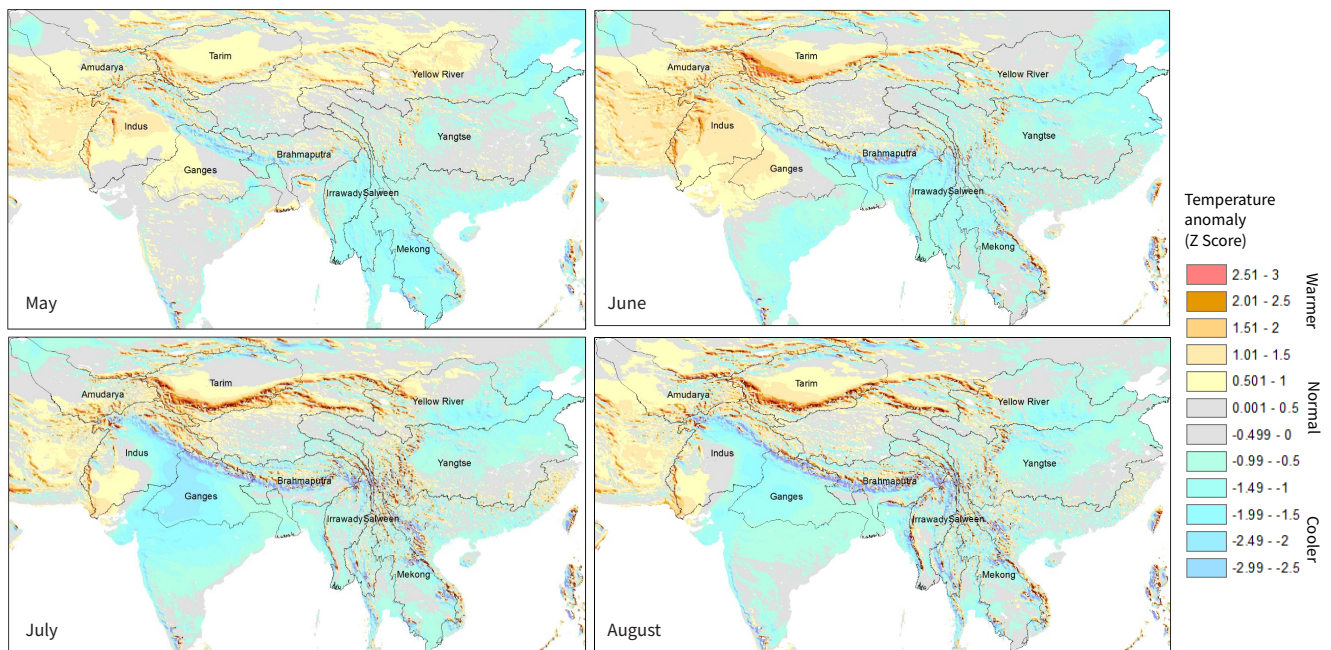 Tarim
Amudarya
Yellow River
Indus
Yangtse
Brahmaputra
Ganges
Irrawady Salween
Mekong
May
Tarim
Amudarya
Yellow River
Indus
Yangtse
Brahmaputra
Ganges
Irrawady Salween
Mekong
June
Tarim
Amudarya
Yellow River
Indus
Yangtse
Brahmaputra
Ganges
Irrawady Salween
Mekong
July
Tarim
Amudarya
Yellow River
Indus
Yangtse
Brahmaputra
Ganges
Irrawady Salween
Mekong
August
Temperature
anomaly
(Z Score)
2.51 - 3
2.01 - 2.5
1.51 - 2
1.01 - 1.5
0.501 - 1
0.001 - 0.5
-0.499 - 0
-0.99 - -0.5
-1.49 - -1
-1.99 - -1.5
-2.49 - -2
-2.99 - -2.5
Warmer
Normal
Cooler